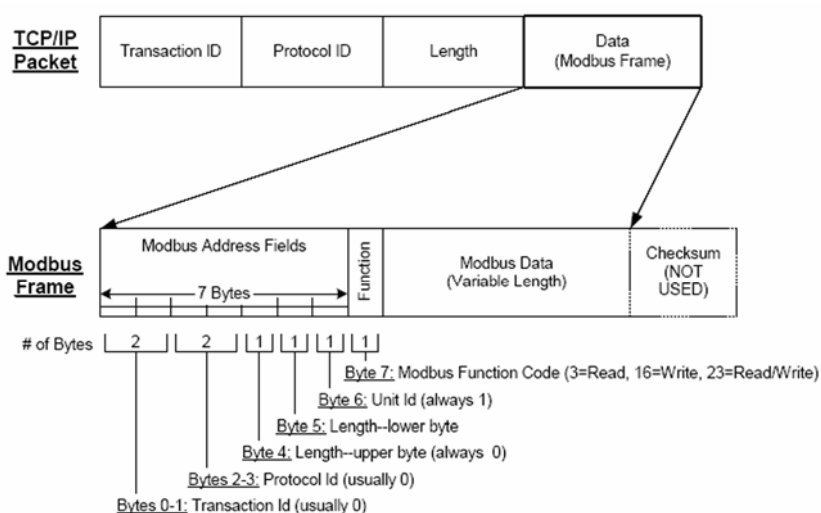 TCP/IP
Packet
Transaction ID
Protocol ID
Length
Data
(Modbus Frame)
Modbus
Frame
Modbus Address Fields
7 Bytes
Function
Modbus Data
(Variable Length)
Checksum
(NOT
USED)
# of Bytes
2
2
1
1
1
1
Byte 7: Modbus Function Code (3=Read, 16=Write, 23=Read/Write)
Byte 6: Unit Id (always 1)
Byte 5: Length--lower byte
Byte 4: Length--upper byte (always 0)
Bytes 2-3: Protocol Id (usually 0)
Bytes 0-1: Transaction Id (usually 0)